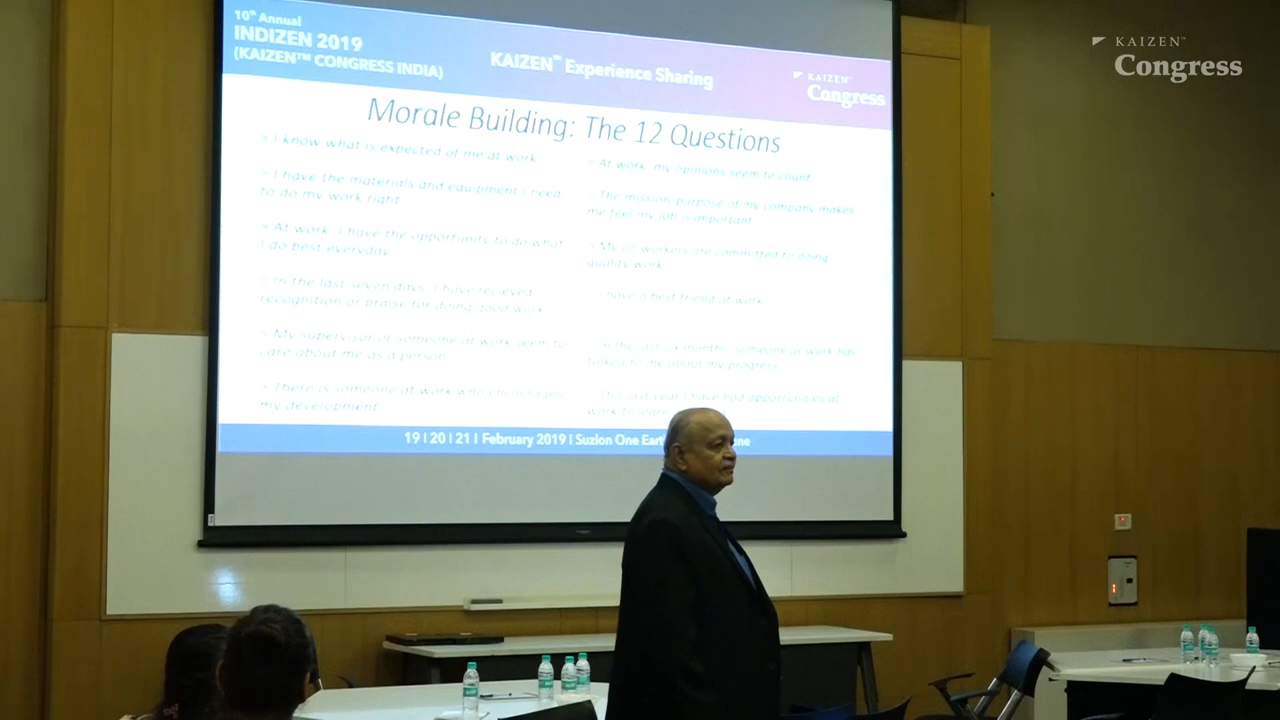 10th Annual
INDIZEN 2019
(KAIZEN™ CONGRESS INDIA)
KAIZEN™ Experience Sharing
KAIZEN™
Congress
KAIZEN™
Congress
Morale Building: The 12 Questions
» I know what is expected of me at work
» I have the materials and equipment I need
to do my work right
» At work, I have the opportunity to do what
I do best everyday
» In the last seven days, I have recieved
recognition or praise for doing good work
» My supervisor or someone at work seem to
care about me as a person
» There is someone at work who encourages
my development
» At work, my opinions seem to count
» The mission/purpose of my company makes
me feel my job is important
» My co-workers are committed to doing
quality work
I have a best friend at work
In the last six months, someone at work has
talked to me about my progress
This last year, I have had opportunities at
work to learn
19 | 20 | 21 | February 2019 | Suzlon One Eart